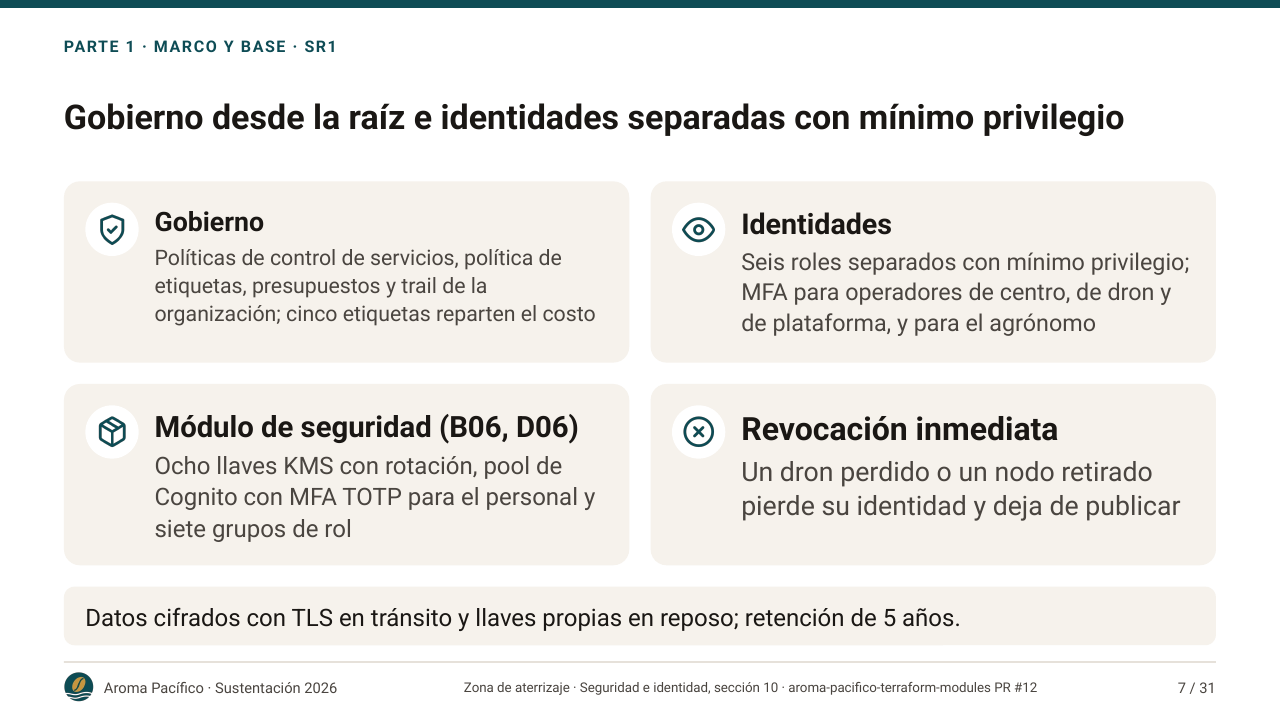 PARTE 1 · MARCO Y BASE · SR1
Gobierno desde la raíz e identidades separadas con mínimo privilegio
Gobierno
Políticas de control de servicios, política de
etiquetas, presupuestos y trail de la
organización; cinco etiquetas reparten el costo
Identidades
Seis roles separados con mínimo privilegio;
MFA para operadores de centro, de dron y
de plataforma, y para el agrónomo
Módulo de seguridad (B06, D06)
Ocho llaves KMS con rotación, pool de
Cognito con MFA TOTP para el personal y
siete grupos de rol
Revocación inmediata
Un dron perdido o un nodo retirado
pierde su identidad y deja de publicar
Datos cifrados con TLS en tránsito y llaves propias en reposo; retención de 5 años.
Aroma Pacífico · Sustentación 2026
Zona de aterrizaje · Seguridad e identidad, sección 10 · aroma-pacifico-terraform-modules PR #12
7 / 31